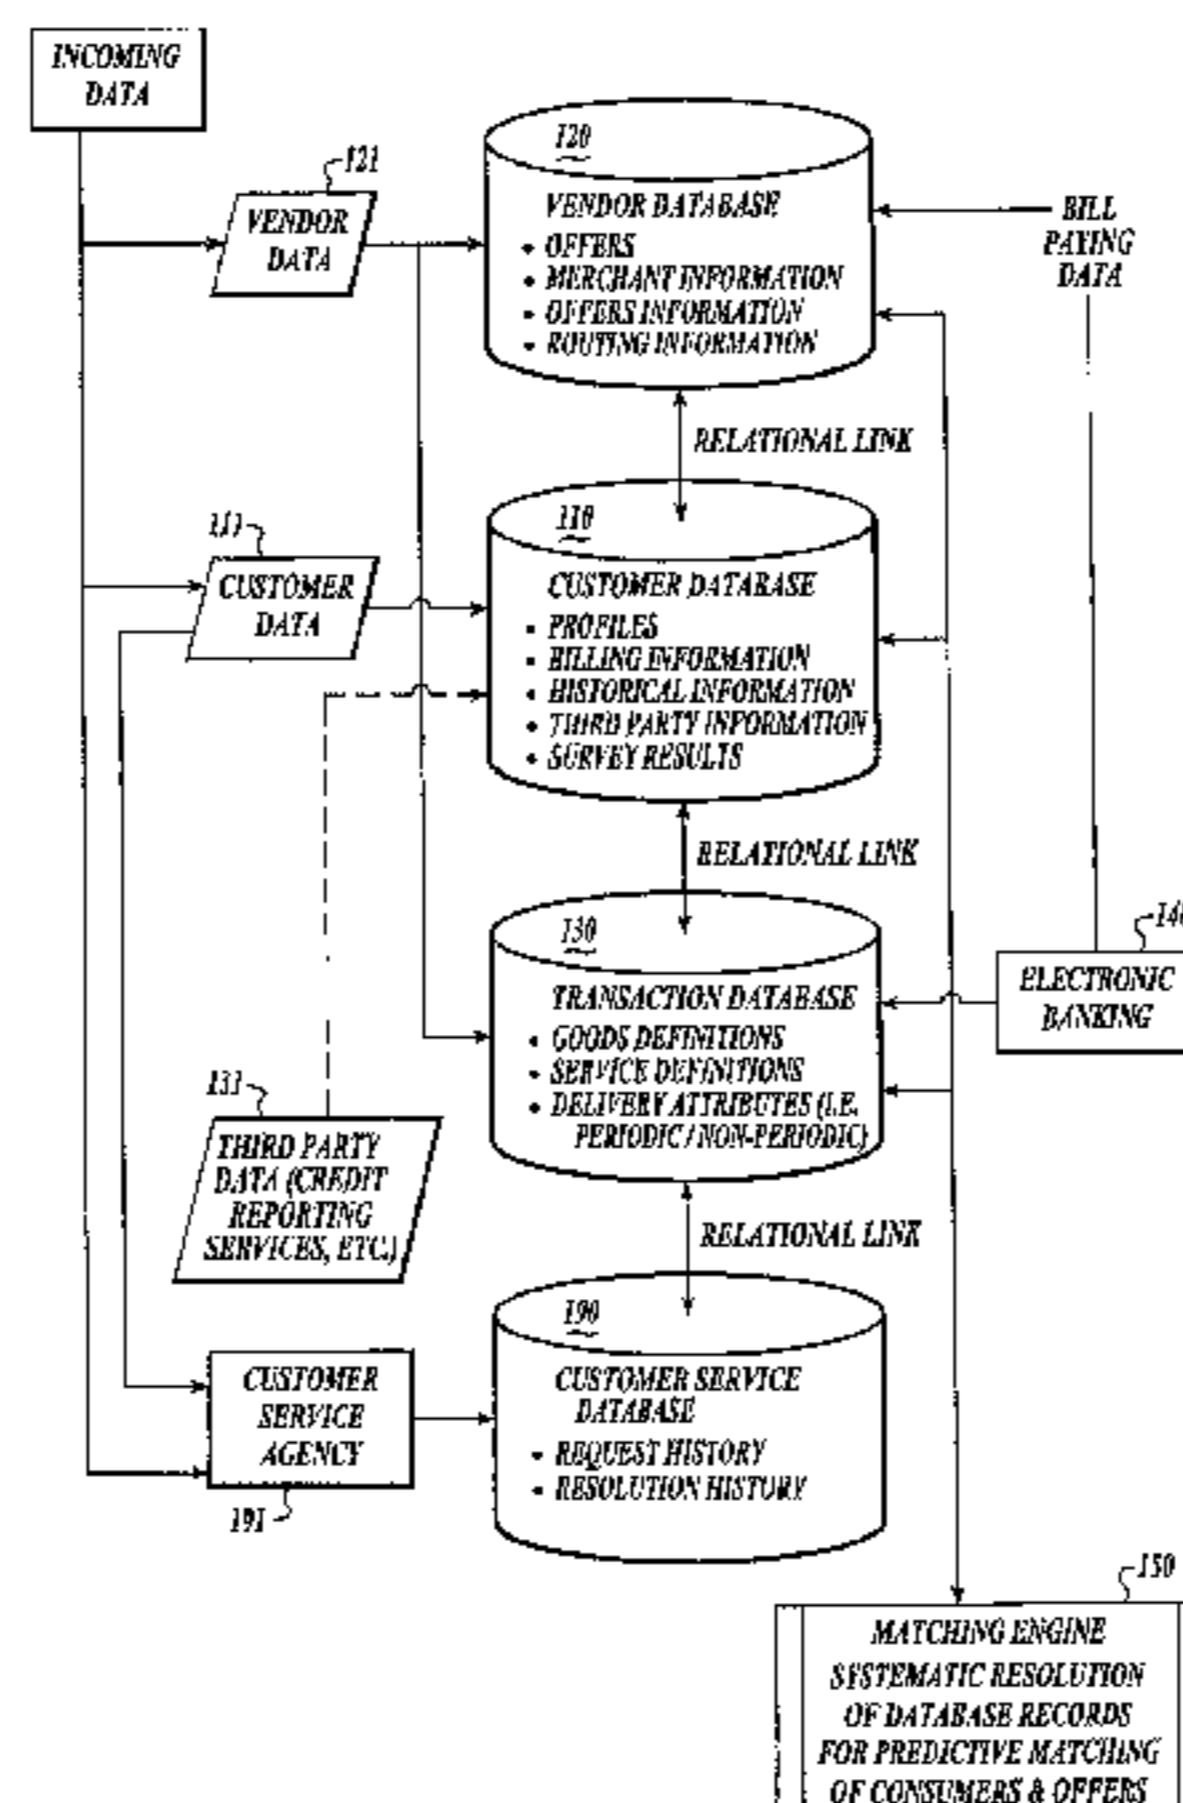 INCOMING
DATA
121
VENDOR
DATA
120
VENDOR DATABASE
• OFFERS
• MERCHANT INFORMATION
• OFFERS INFORMATION
• ROUTING INFORMATION
BILL
PAYING
DATA
RELATIONAL LINK
111
CUSTOMER
DATA
110
CUSTOMER DATABASE
• PROFILES
• BILLING INFORMATION
• HISTORICAL INFORMATION
• THIRD PARTY INFORMATION
• SURVEY RESULTS
RELATIONAL LINK
130
TRANSACTION DATABASE
• GOODS DEFINITIONS
• SERVICE DEFINITIONS
• DELIVERY ATTRIBUTES (I.E.
PERIODIC / NON-PERIODIC)
ELECTRONIC
BANKING
131
THIRD PARTY
DATA (CREDIT
REPORTING
SERVICES, ETC.)
RELATIONAL LINK
190
CUSTOMER SERVICE
DATABASE
• REQUEST HISTORY
• RESOLUTION HISTORY
CUSTOMER
SERVICE
AGENCY
191
150
MATCHING ENGINE
SYSTEMATIC RESOLUTION
OF DATABASE RECORDS
FOR PREDICTIVE MATCHING
OF CONSUMERS & OFFERS